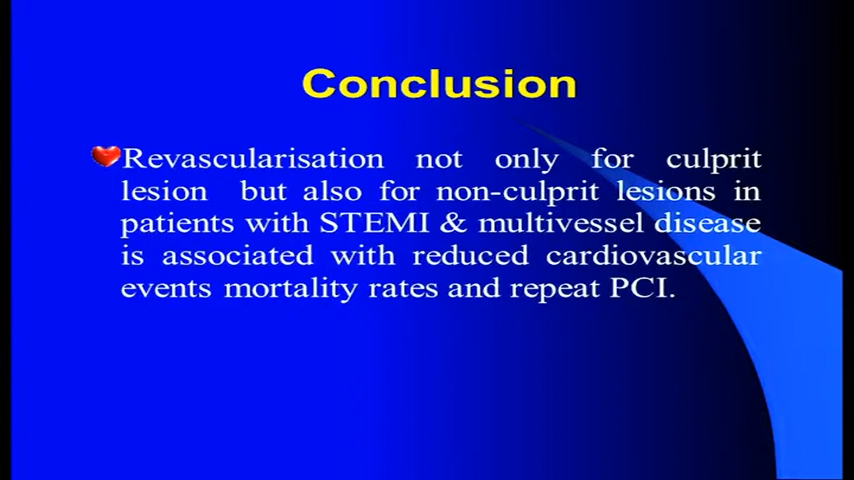 Conclusion
Revascularisation not only for culprit
lesion but also for non-culprit lesions in
patients with STEMI & multivessel disease
is associated with reduced cardiovascular
events mortality rates and repeat PCI.